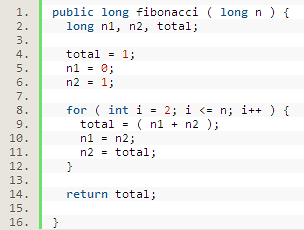 1. public long fibonacci ( long n ) {
2.   long n1, n2, total;
3.
4.   total = 1;
5.   n1 = 0;
6.   n2 = 1;
7.
8.   for ( int i = 2; i <= n; i++ ) {
9.     total = ( n1 + n2 );
10.     n1 = n2;
11.     n2 = total;
12.   }
13.
14.   return total;
15.
16. }